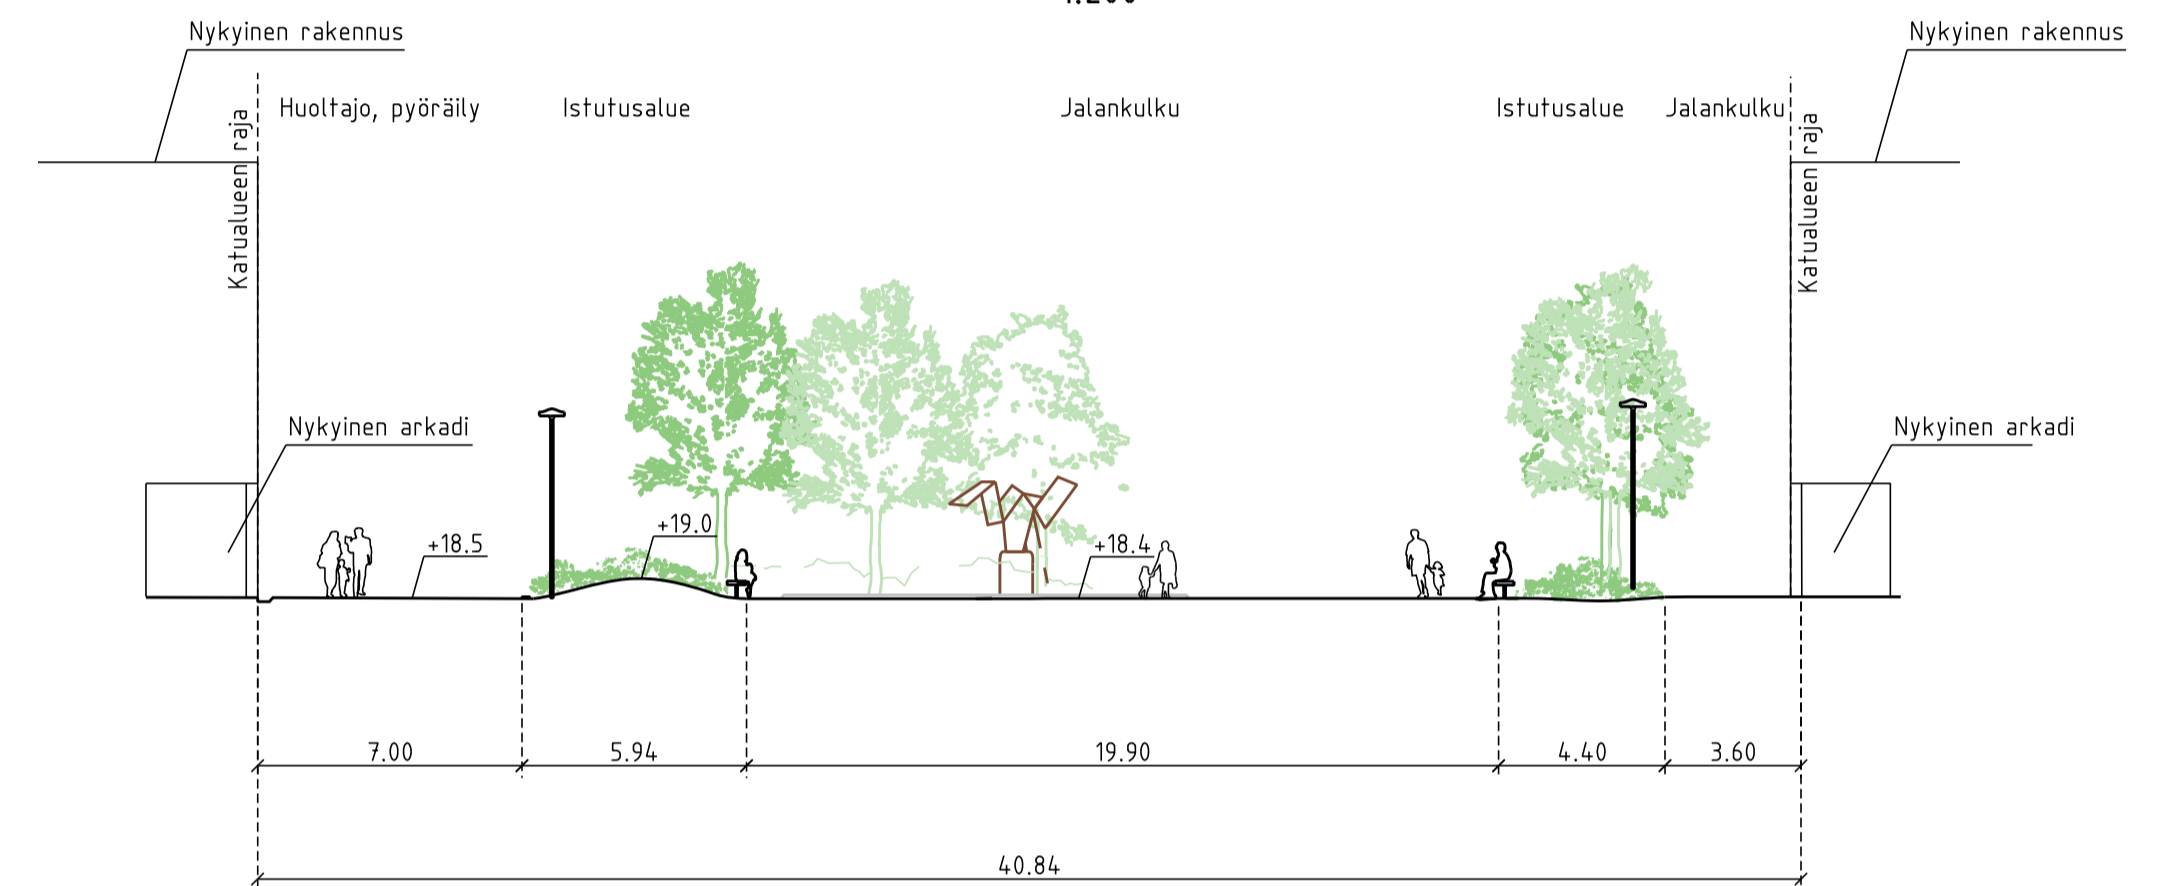 Nykyinen rakennus
Nykyinen rakennus
Katualueen raja
Huoltajo, pyöräily
Istutusalue
Jalankulku
Istutusalue
Jalankulku
Katualueen raja
Nykyinen arkadi
Nykyinen arkadi
+18.5
+19.0
+18.4
7.00
5.94
19.90
4.40
3.60
40.84